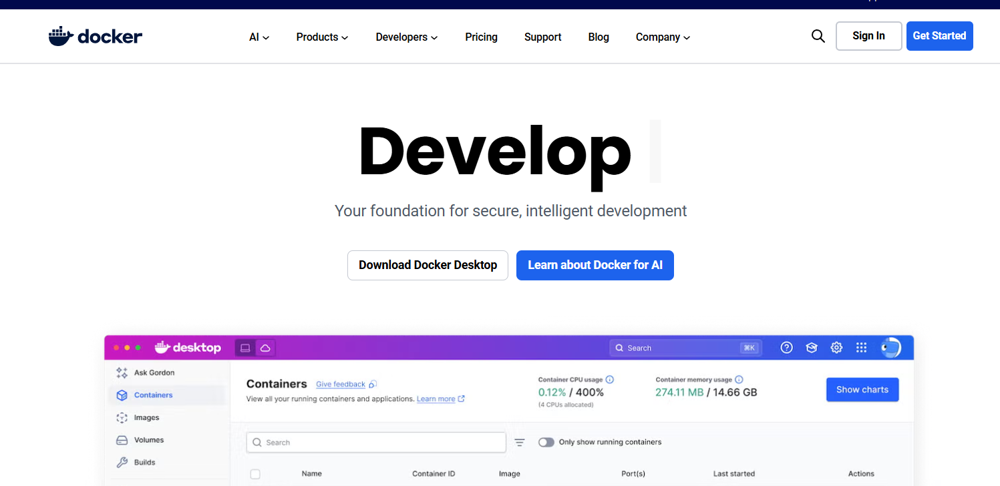 docker
AI Products Developers Pricing Support Blog Company Sign In Get Started
Develop
Your foundation for secure, intelligent development
Download Docker Desktop Learn about Docker for AI
desktop Search ⌘K
Ask Gordon
Containers
Images
Volumes
Builds
Containers Give feedback
View all your running containers and applications. Learn more
Container CPU usage
0.12% / 400%
(4 CPUs allocated)
Container memory usage
274.11 MB / 14.66 GB
Show charts
Search Only show running containers
Name Container ID Image Port(s) Last started Actions